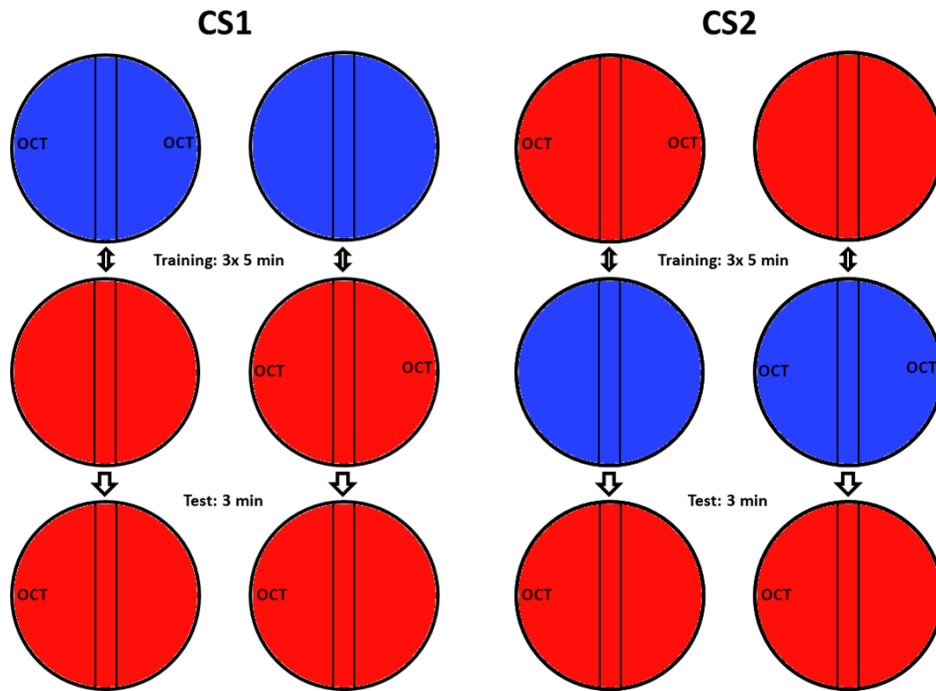 CS1
CS2
OCT OCT
OCT OCT
Training: 3x 5 min
Training: 3x 5 min
OCT OCT
OCT OCT
Test: 3 min
Test: 3 min
OCT
OCT
OCT
OCT